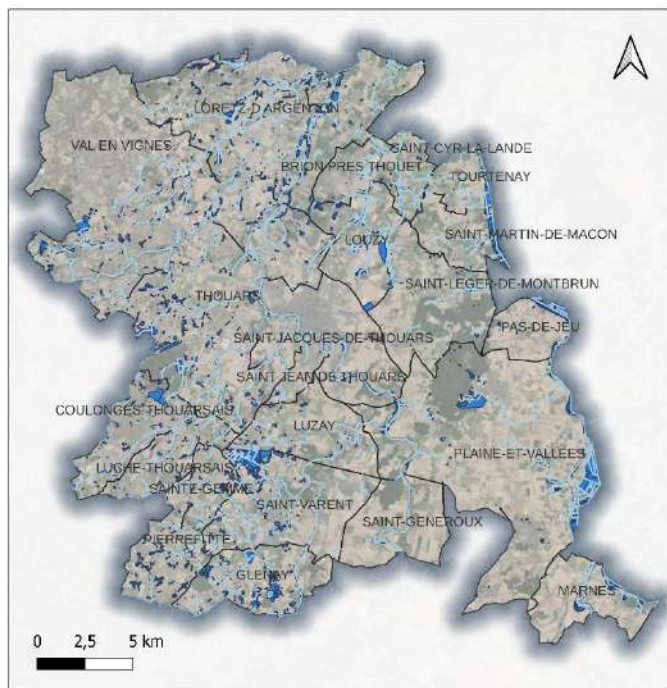 LORETZ-D'ARGENTON
VAL EN VIGNES
SAINT-CYR-LA-LANDE
BRION PRES THOUET
TOURTENAY
LOUZY
SAINT-MARTIN-DE-MACON
SAINT-LEGER-DE-MONTBRUN
THOUARS
PAS-DE-JEU
SAINT-JACQUES-DE-THOUARS
SAINT JEAN DE THOUARS
COULONGES-THOUARSAIS
LUZAY
PLAINE-ET-VALLEES
LUCHE-THOUARSAIS
SAINTE-GEMME
SAINT-VARENT
SAINT-GENEROUX
PIERREFITTE
GLENAY
MARNES
0 2,5 5 km